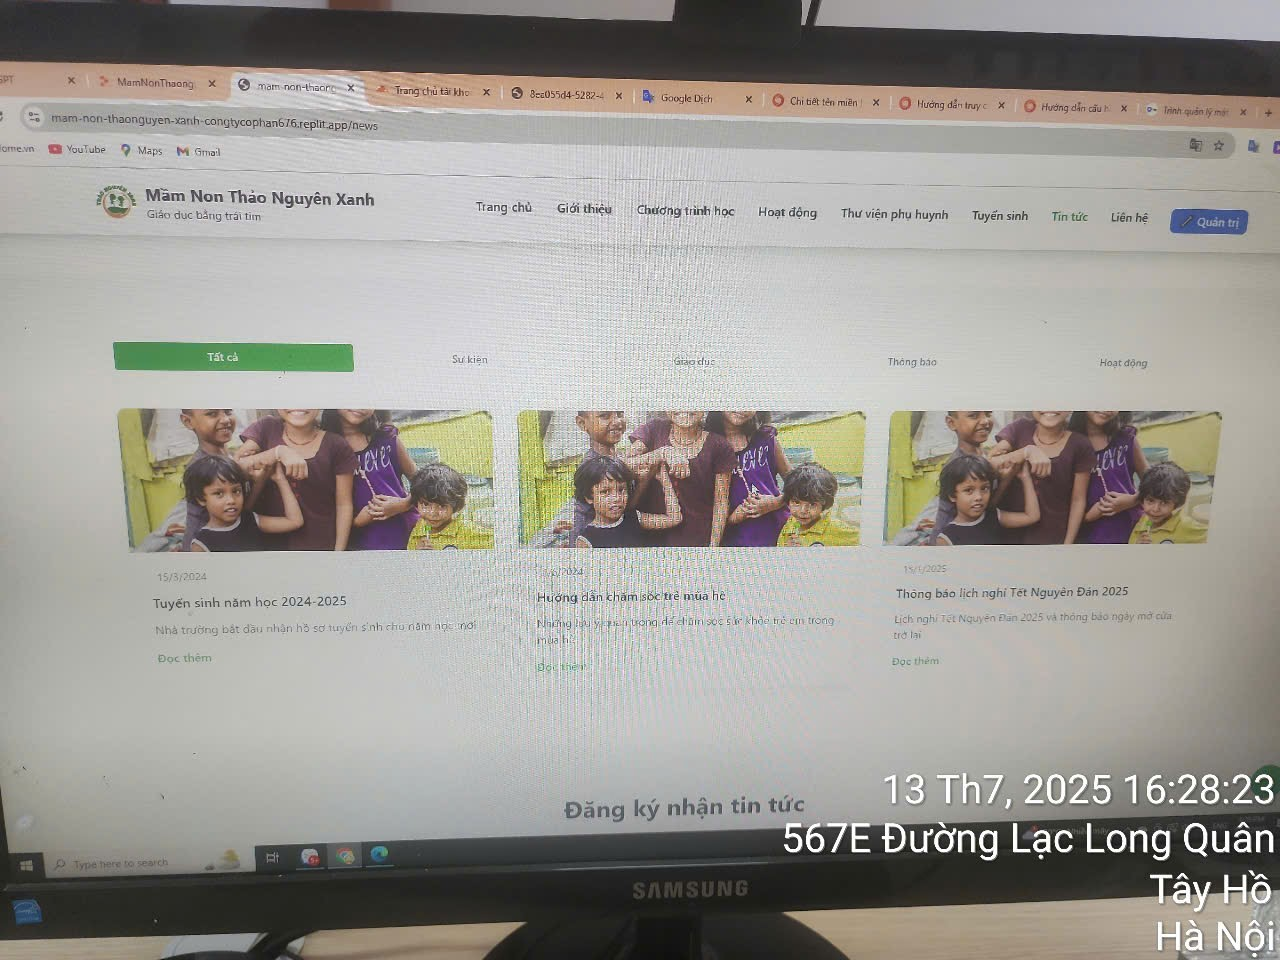 GPT
MamNonThaong
mam-non-thaong
Trang chủ tài kho
8ec055d4-5282-4
Google Dịch
Chi tiết tên miền
Hướng dẫn truy c
Hướng dẫn cấu h
Trình quản lý mậ
mam-non-thaonguyen-xanh-congtycophan676.replit.app/news
YouTube
Maps
Gmail
Mầm Non Thảo Nguyên Xanh
Giáo dục bằng trái tim
Trang chủ
Giới thiệu
Chương trình học
Hoạt động
Thư viện phụ huynh
Tuyển sinh
Tin tức
Liên hệ
Quản trị
Tất cả
Sự kiện
Giáo dục
Thông báo
Hoạt động
15/3/2024
Tuyển sinh năm học 2024-2025
Nhà trường bắt đầu nhận hồ sơ tuyển sinh cho năm học mới
Đọc thêm
Hướng dẫn chăm sóc trẻ mùa hè
Những lưu ý quan trọng để chăm sóc sức khỏe trẻ em trong
mùa hè
Đọc thêm
15/1/2025
Thông báo lịch nghỉ Tết Nguyên Đán 2025
Lịch nghỉ Tết Nguyên Đán 2025 và thông báo ngày mở cửa
trở lại
Đọc thêm
Đăng ký nhận tin tức
Type here to search
SAMSUNG
13 Th7, 2025 16:28:23
567E Đường Lạc Long Quân
Tây Hồ
Hà Nội